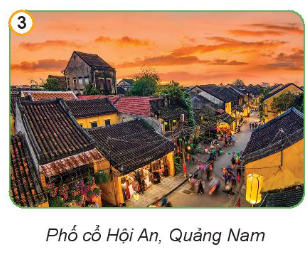 3
Phố cổ Hội An, Quảng Nam